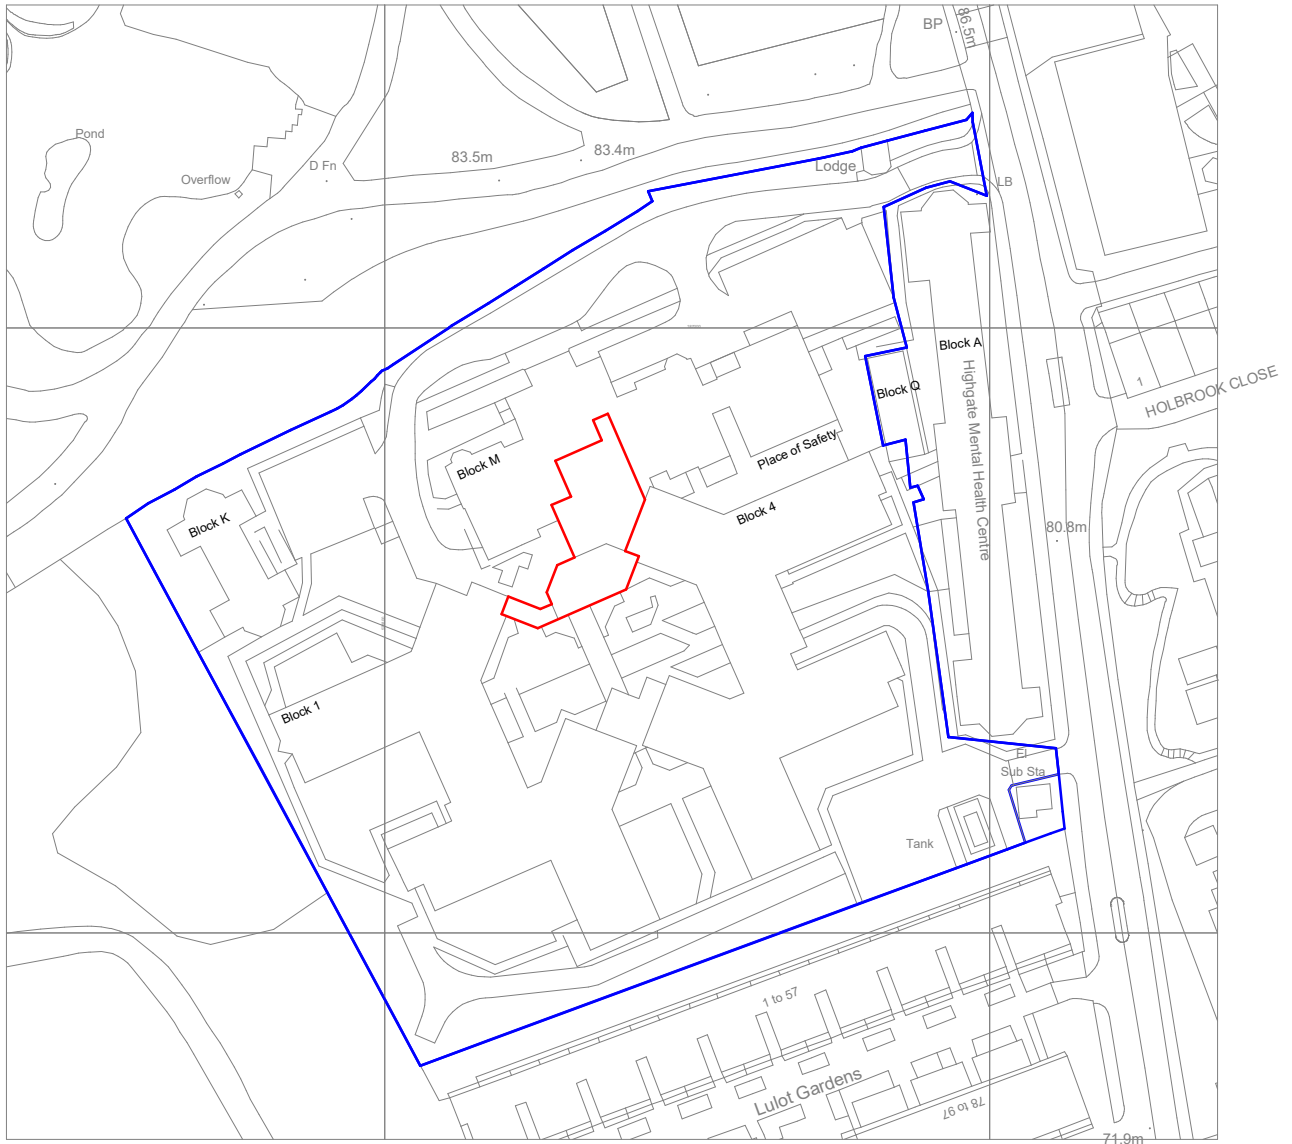 BP
86.5m
Pond
83.5m
83.4m
D Fn
Overflow
Lodge
LB
Block A
Highgate Mental Health Centre
Block Q
1
HOLBROOK CLOSE
Block M
Place of Safety
Block K
Block 4
80.8m
Block 1
El
Sub Sta
Tank
1 to 57
Lulot Gardens
78 to 97
71.9m